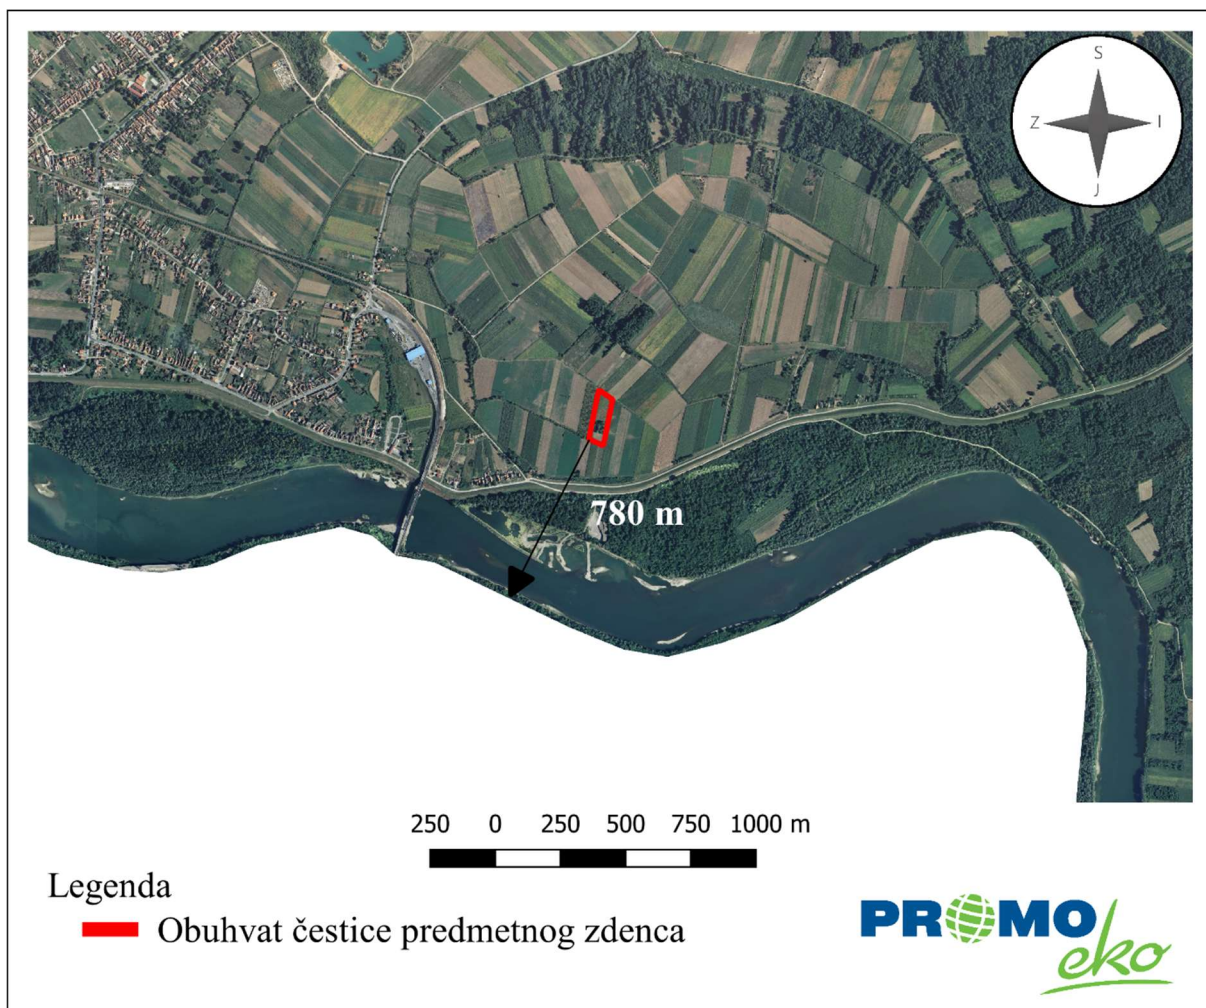 S
Z I
J
780 m
250 0 250 500 750 1000 m
Legenda
Obuhvat čestice predmetnog zdenca
PROMO
eko